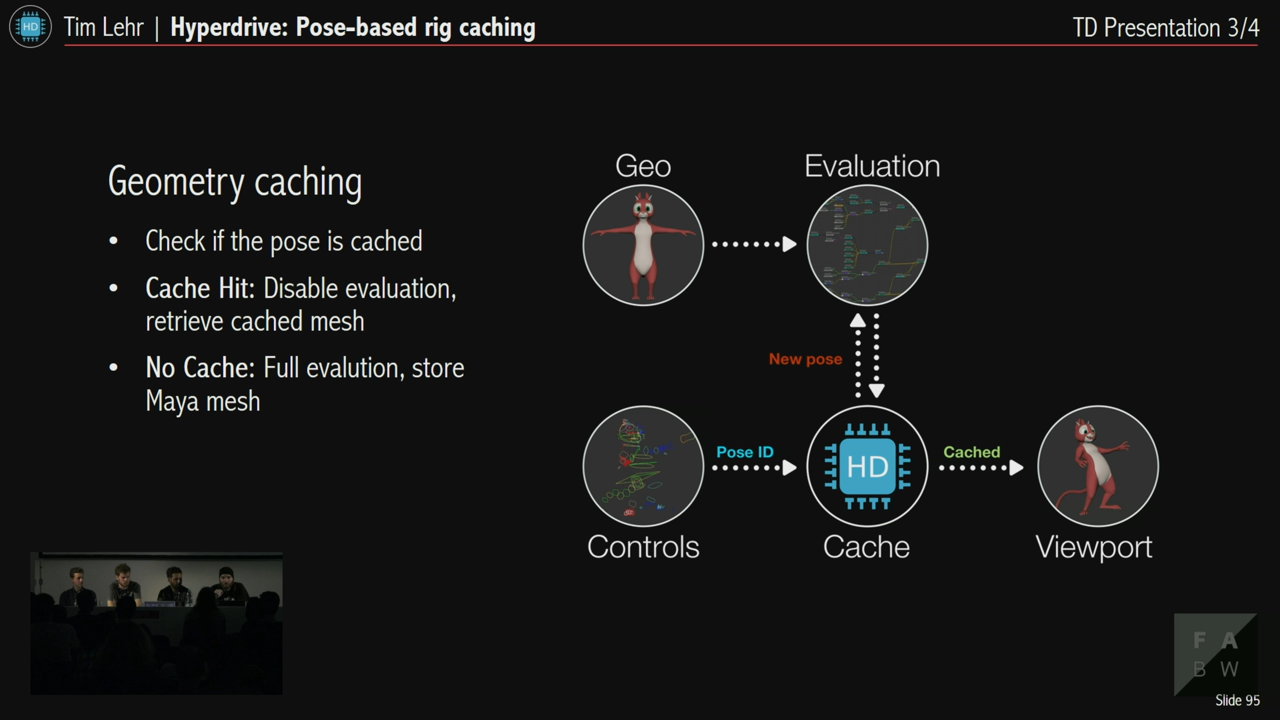 HD
Tim Lehr | Hyperdrive: Pose-based rig caching
TD Presentation 3/4
Geometry caching
• Check if the pose is cached
• Cache Hit: Disable evaluation,
retrieve cached mesh
• No Cache: Full evalution, store
Maya mesh
Geo
Evaluation
New pose
Pose ID
HD
Cached
Controls
Cache
Viewport
F A
B W
Slide 95